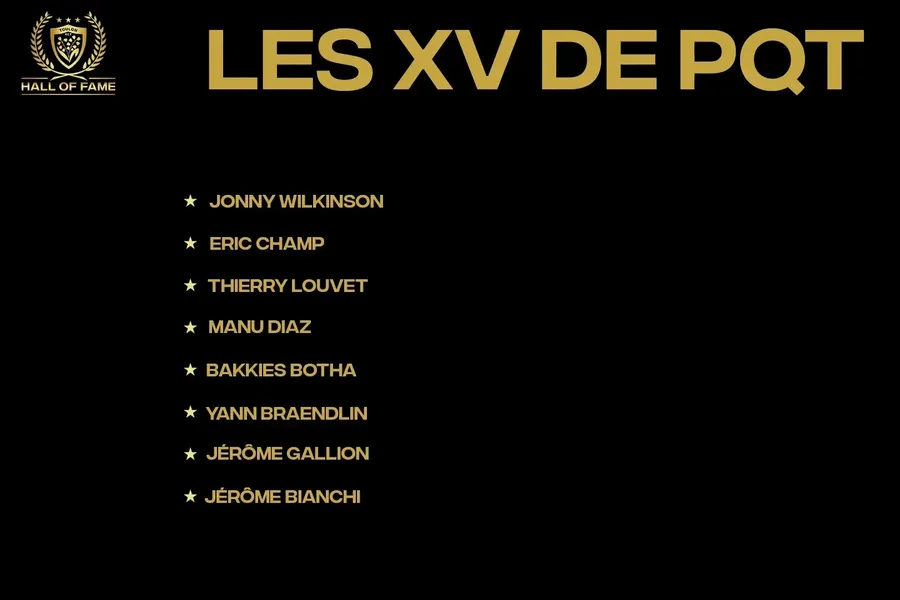 TOULON
HALL OF FAME
LES XV DE PQT
JONNY WILKINSON
ERIC CHAMP
THIERRY LOUVET
MANU DIAZ
BAKKIES BOTHA
YANN BRAENDLIN
JÉRÔME GALLION
JÉRÔME BIANCHI